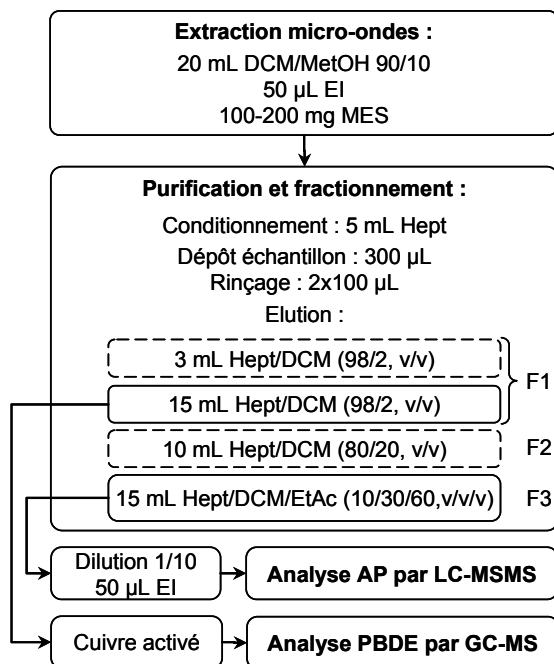 Extraction micro-ondes :
20 mL DCM/MetOH 90/10
50 µL EI
100-200 mg MES
Purification et fractionnement :
Conditionnement : 5 mL Hept
Dépôt échantillon : 300 µL
Rinçage : 2x100 µL
Elution :
3 mL Hept/DCM (98/2, v/v)
15 mL Hept/DCM (98/2, v/v)
F1
10 mL Hept/DCM (80/20, v/v)
F2
15 mL Hept/DCM/EtAc (10/30/60,v/v/v)
F3
Dilution 1/10
50 µL EI
Analyse AP par LC-MSMS
Cuivre activé
Analyse PBDE par GC-MS